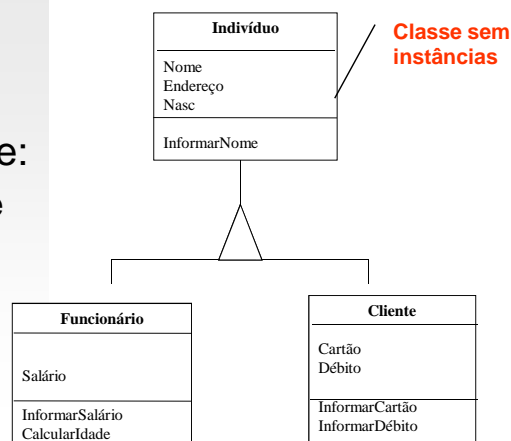 Indivíduo
Classe sem
instâncias
Nome
Endereço
Nasc
InformarNome
e:
e
Funcionário
Salário
InformarSalário
CalcularIdade
Cliente
Cartão
Débito
InformarCartão
InformarDébito